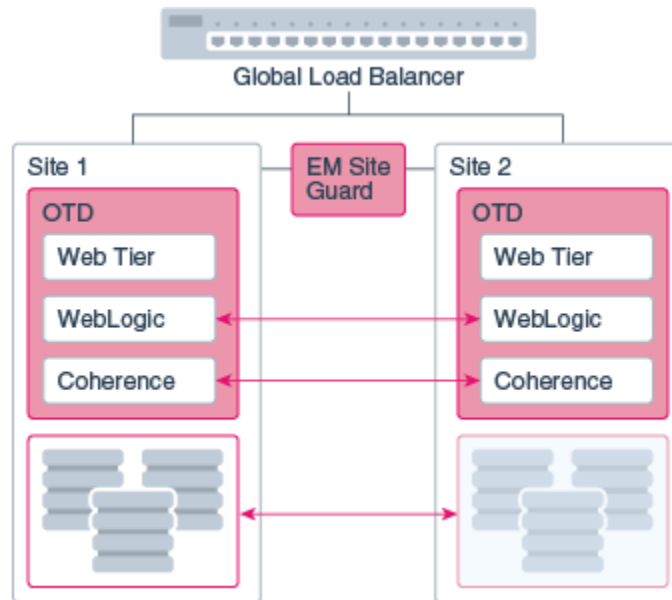 Global Load Balancer
Site 1
EM Site
Guard
Site 2
OTD
Web Tier
WebLogic
Coherence
OTD
Web Tier
WebLogic
Coherence